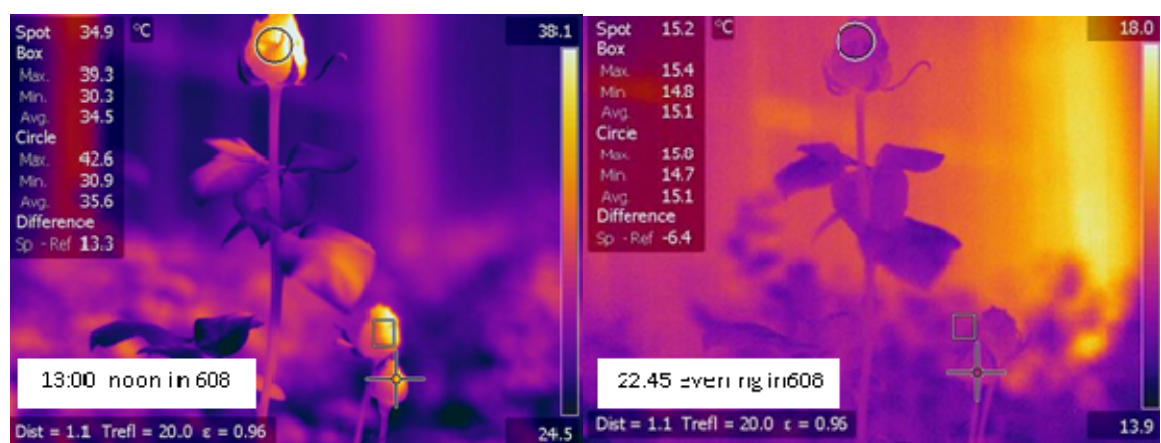 Spot 34.9 °C
38.1
Box
Max. 39.3
Min. 30.3
Avg. 34.5
Circle
Max. 42.6
Min. 30.9
Avg. 35.6
Difference
Sp - Ref 13.3
13:00 noon in 608
Dist = 1.1 Trefl = 20.0 ε = 0.96
24.5
Spot 15.2 °C
18.0
Box
Max. 15.4
Min. 14.8
Avg. 15.1
Circle
Max. 15.8
Min. 14.7
Avg. 15.1
Difference
Sp - Ref -6.4
22.45 evening in608
Dist = 1.1 Trefl = 20.0 ε = 0.96
13.9